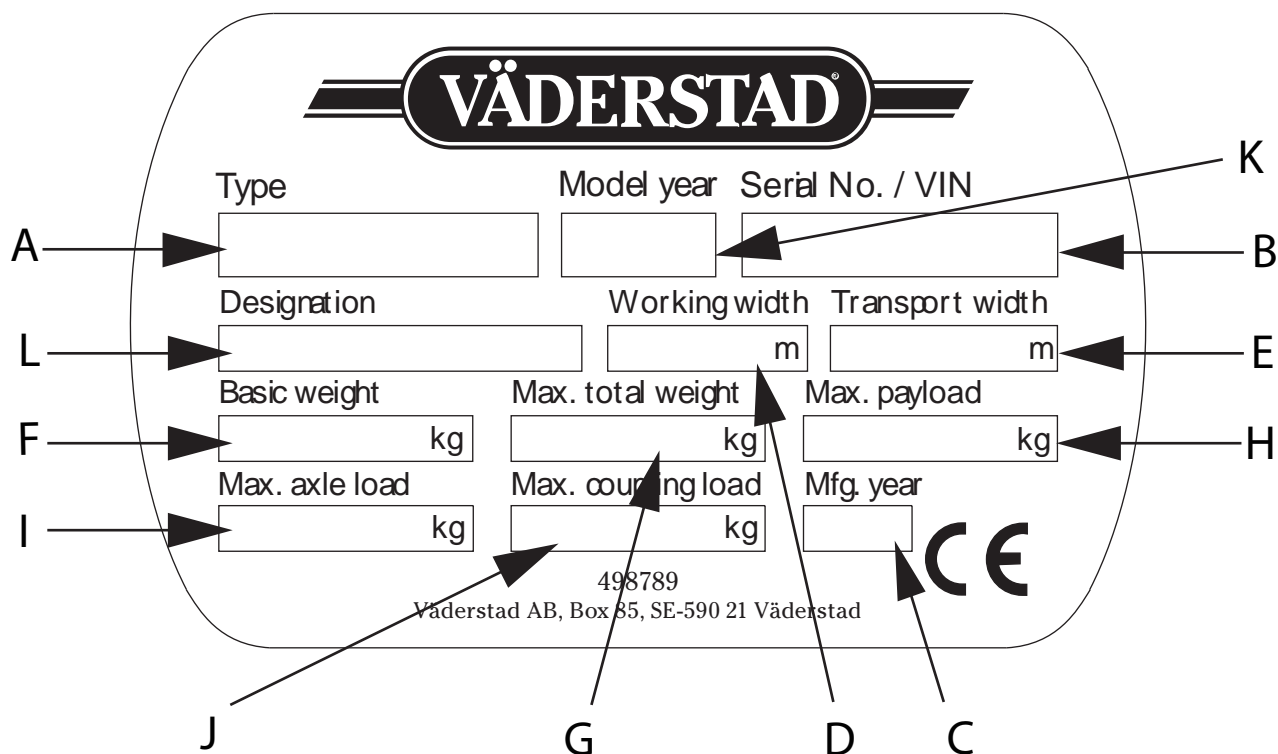 VÄDERSTAD®
K
Type Model year Serial No. / VIN
A B
Designation Working width Transport width
L m m E
Basic weight Max. total weight Max. payload
F kg kg kg H
Max. axle load Max. coupling load Mfg. year
I kg kg CE
498789
Väderstad AB, Box 85, SE-590 21 Väderstad
J G D C